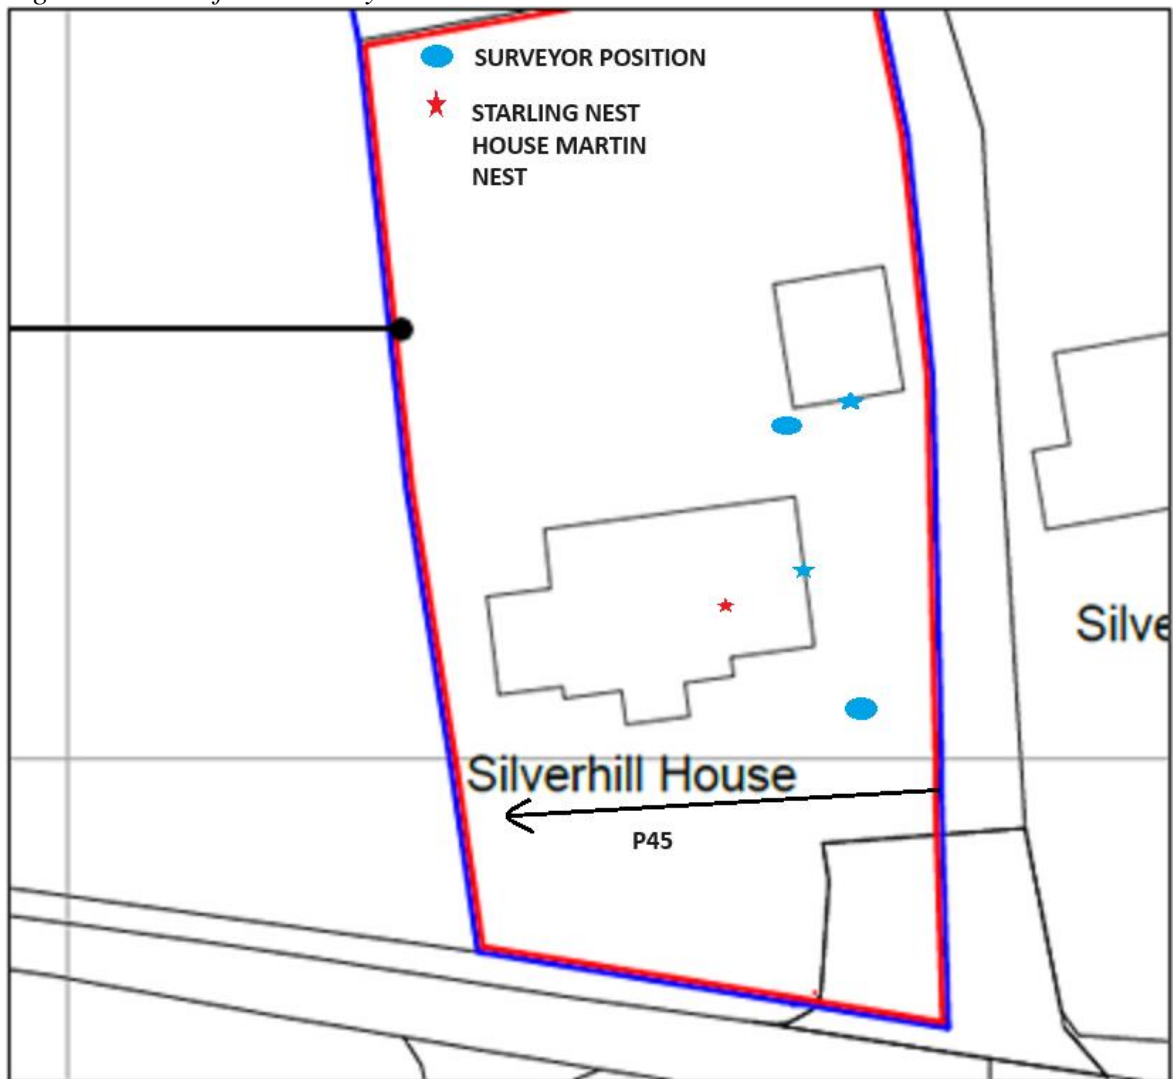 SURVEYOR POSITION
STARLING NEST
HOUSE MARTIN
NEST
Silve
Silverhill House
P45